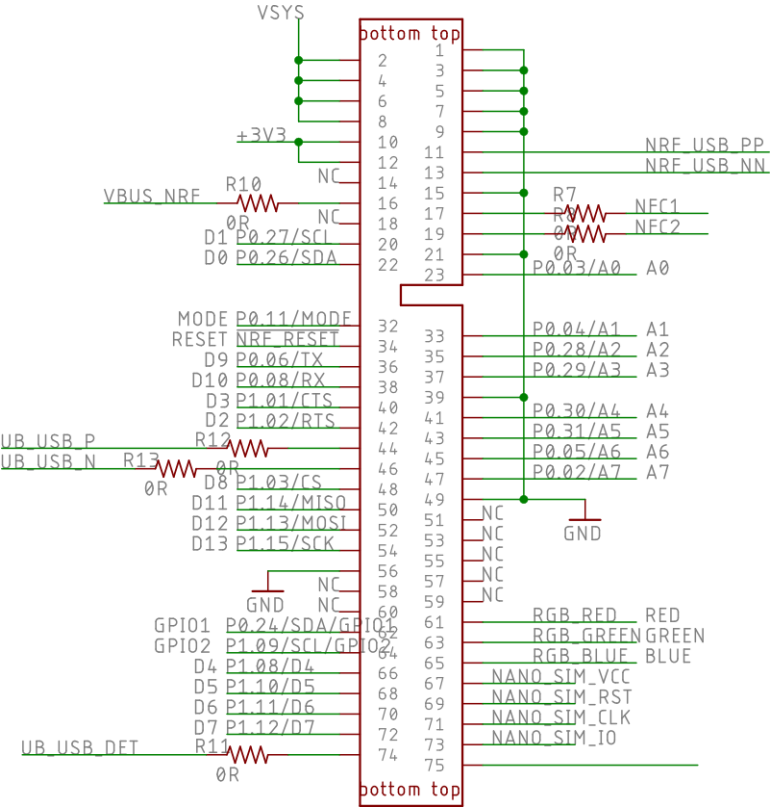 VSYS
bottom top
1
2
3
4
5
6
7
8
9
+3V3
10
11
NRF_USB_PP
12
13
NRF_USB_NN
NC
14
15
VBUS_NRF
R10
0R
16
17
R7
NFC1
NC
18
19
R8
0R
NFC2
D1 P0.27/SCL
20
21
D0 P0.26/SDA
22
23
P0.03/A0 A0
MODE P0.11/MODE
32
33
P0.04/A1 A1
RESET NRF_RESET
34
35
P0.28/A2 A2
D9 P0.06/TX
36
37
P0.29/A3 A3
D10 P0.08/RX
38
39
D3 P1.01/CTS
40
41
P0.30/A4 A4
D2 P1.02/RTS
42
43
P0.31/A5 A5
UB_USB_P
R12
0R
44
45
P0.05/A6 A6
UB_USB_N
R13
0R
46
47
P0.02/A7 A7
D8 P1.03/CS
48
49
GND
D11 P1.14/MISO
50
51
NC
D12 P1.13/MOSI
52
53
NC
D13 P1.15/SCK
54
55
NC
GND
56
57
NC
NC
58
59
NC
NC
60
61
RGB_RED RED
GPIO1 P0.24/SDA/GPIO1
62
63
RGB_GREEN GREEN
GPIO2 P1.09/SCL/GPIO2
64
65
RGB_BLUE BLUE
D4 P1.08/D4
66
67
NANO_SIM_VCC
D5 P1.10/D5
68
69
NANO_SIM_RST
D6 P1.11/D6
70
71
NANO_SIM_CLK
D7 P1.12/D7
72
73
NANO_SIM_IO
UB_USB_DET
R11
0R
74
75
bottom top